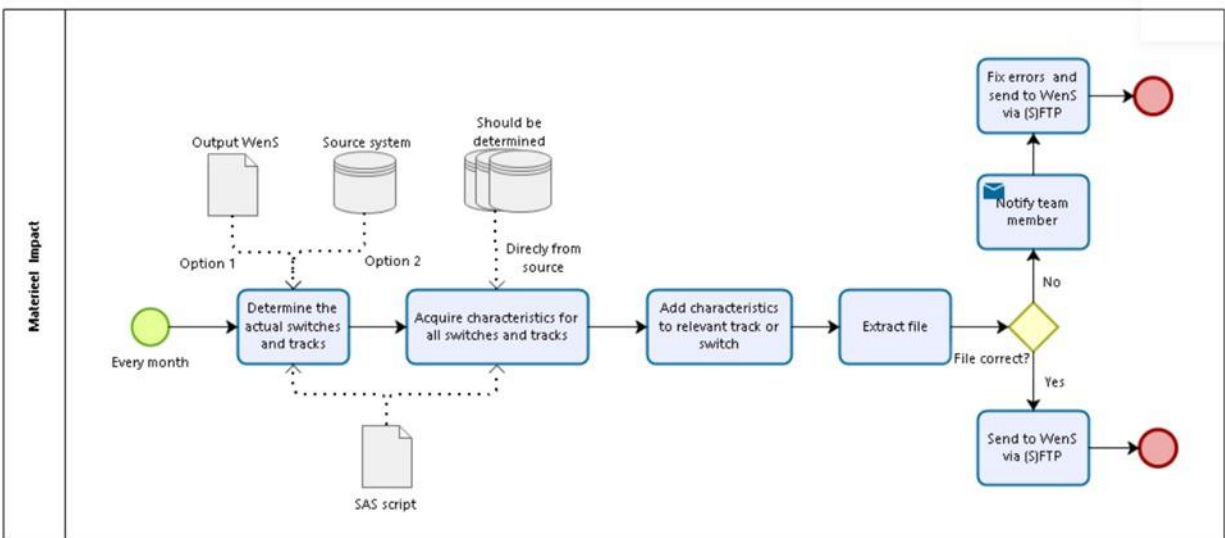 Materieel Impact
Every month
Output WenS
Source system
Should be
determined
Option 1
Option 2
Direcly from
source
Determine the
actual switches
and tracks
Acquire characteristics for
all switches and tracks
SAS script
Add characteristics
to relevant track or
switch
Extract file
File correct?
No
Notify team
member
Fix errors and
send to WenS
via (S)FTP
Yes
Send to WenS
via (S)FTP